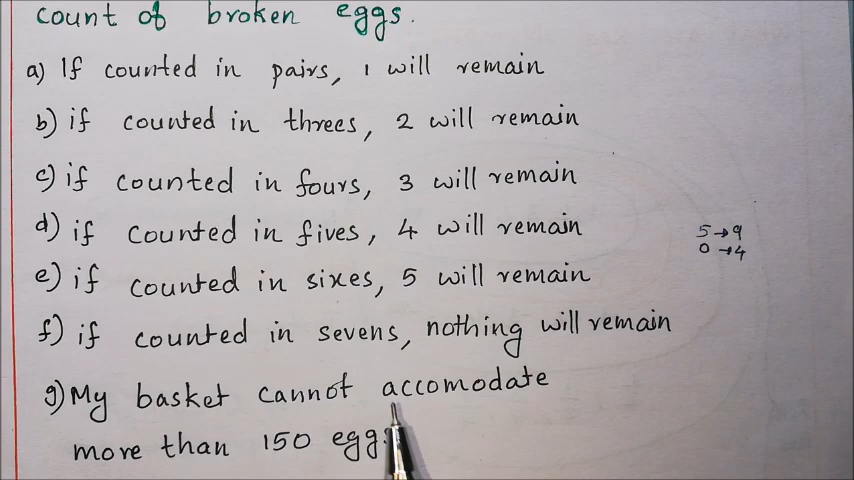 count of broken eggs.
a) If counted in pairs, 1 will remain
b) if counted in threes, 2 will remain
c) if counted in fours, 3 will remain
d) if counted in fives, 4 will remain
5→9
0→4
e) if counted in sixes, 5 will remain
f) if counted in sevens, nothing will remain
g) My basket cannot accomodate
more than 150 eggs